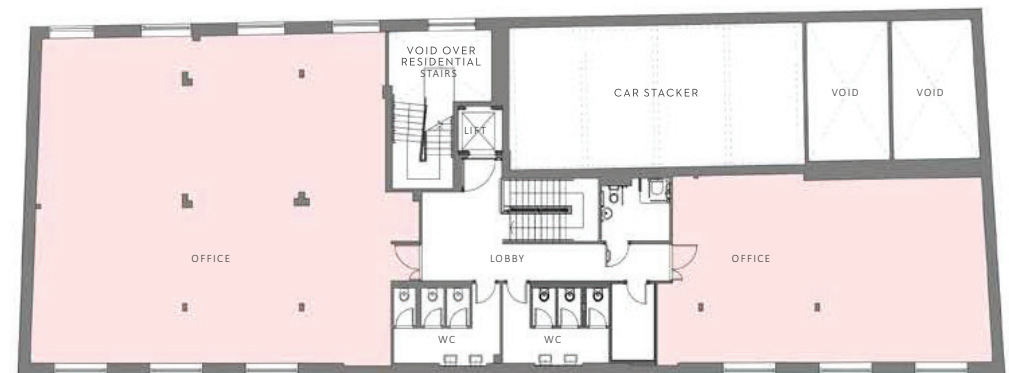 VOID OVER
RESIDENTIAL
STAIRS
CAR STACKER
VOID
VOID
LIFT
OFFICE
LOBBY
OFFICE
WC
WC